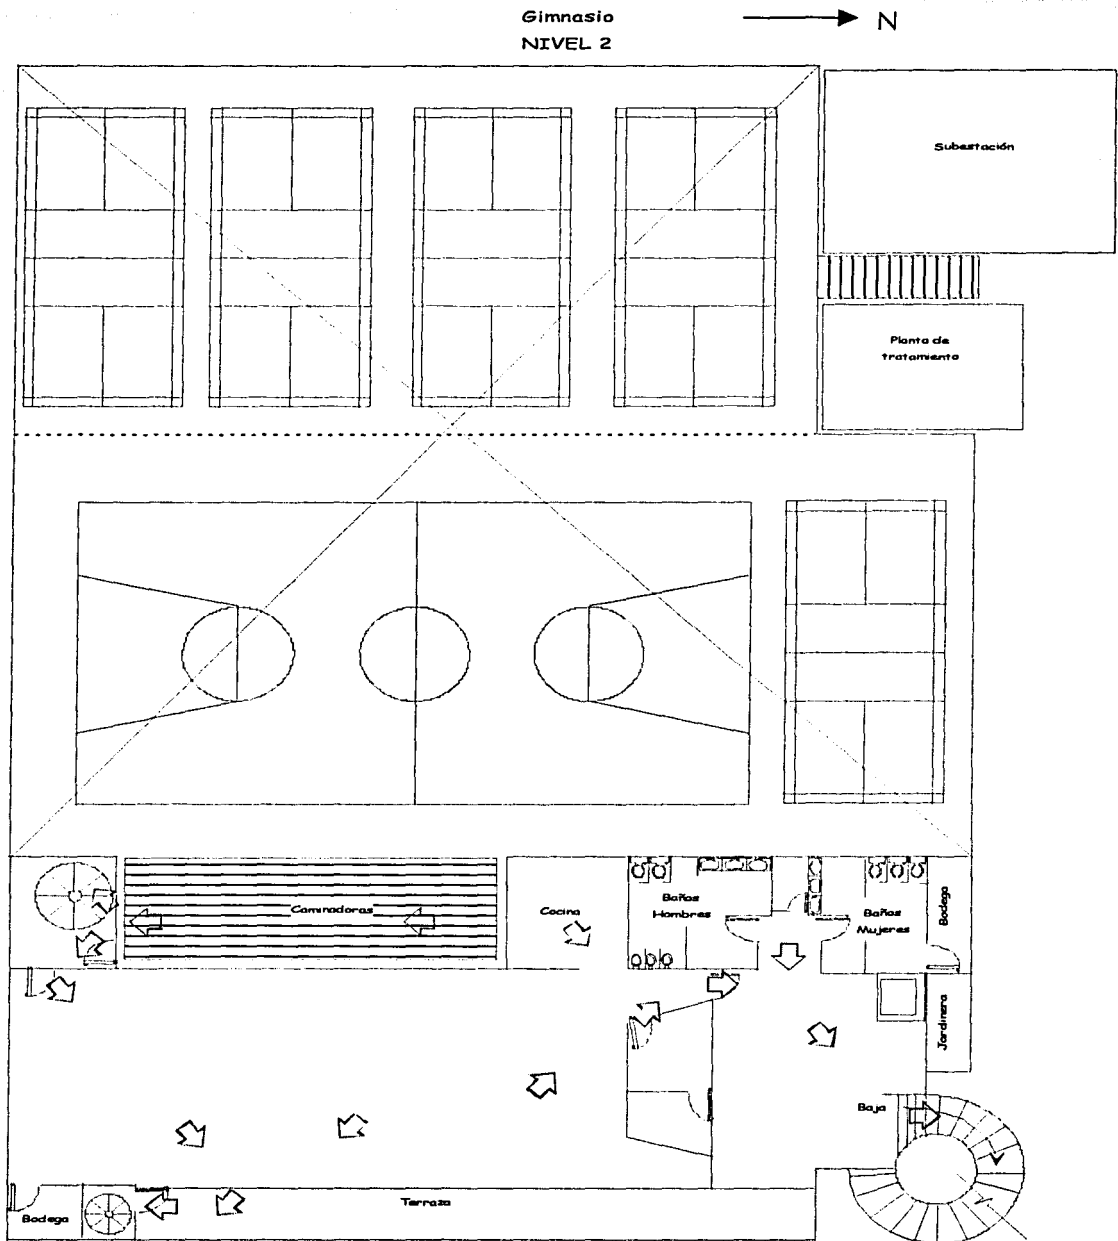 Gimnasio
N
NIVEL 2
Subestación
Planta de
tratamiento
Caminadoras
Cocina
Baños
Hombres
Baños
Mujeres
Bodega
Jardinera
Baja
Terraza
Bodega